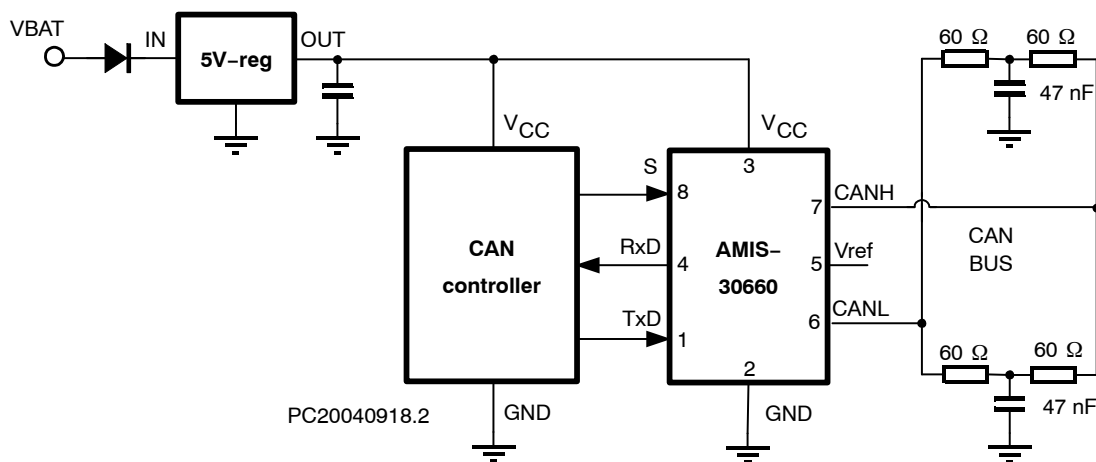 VBAT
IN
5V−reg
OUT
60 Ω
60 Ω
47 nF
VCC
VCC
CAN
controller
S
RxD
TxD
8
4
1
3
AMIS−
30660
2
7
5
6
CANH
Vref
CANL
CAN
BUS
60 Ω
60 Ω
47 nF
GND
GND
PC20040918.2